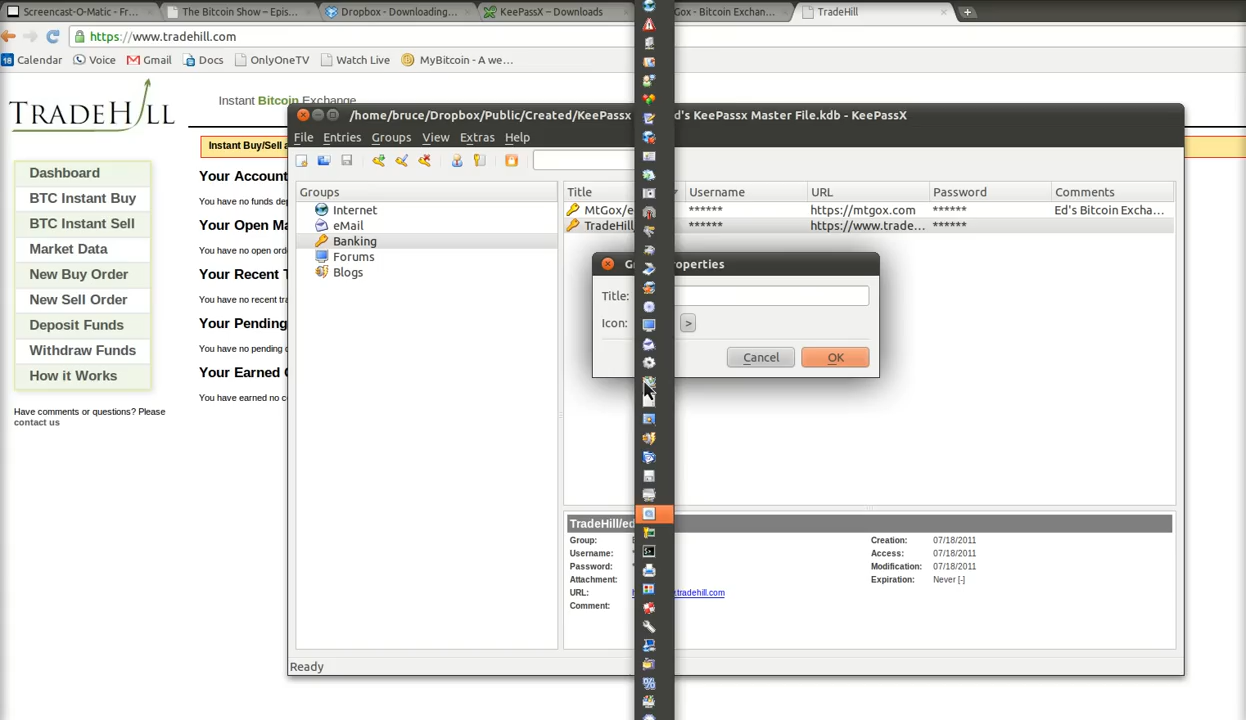 Screencast-O-Matic - Fr...
The Bitcoin Show – Epis...
Dropbox - Downloading...
KeePassX – Downloads
Gox - Bitcoin Exchan...
TradeHill
https://www.tradehill.com
18 Calendar
Voice
Gmail
Docs
OnlyOneTV
Watch Live
MyBitcoin - A we...
TRADEHILL
Instant Bitcoin Exchange
Instant Buy/Sell
Dashboard
BTC Instant Buy
BTC Instant Sell
Market Data
New Buy Order
New Sell Order
Deposit Funds
Withdraw Funds
How it Works
Have comments or questions? Please
contact us
Your Account
You have no funds
Your Open
You have no open
Your Recent
You have no recent
Your Pending
You have no pending
Your Earned
You have earned no
/home/bruce/Dropbox/Public/Created/KeePassx
d's KeePassx Master File.kdb - KeePassX
File Entries Groups View Extras Help
Groups
Internet
eMail
Banking
Forums
Blogs
Title Username URL Password Comments
MtGox/e ****** https://mtgox.com ****** Ed's Bitcoin Excha...
TradeHill ****** https://www.trade... ******
roperties
Title:
Icon: >
Cancel OK
TradeHill/ed
Group:
Username:
Password:
Attachment:
URL: tradehill.com
Comment:
Creation: 07/18/2011
Access: 07/18/2011
Modification: 07/18/2011
Expiration: Never [-]
Ready